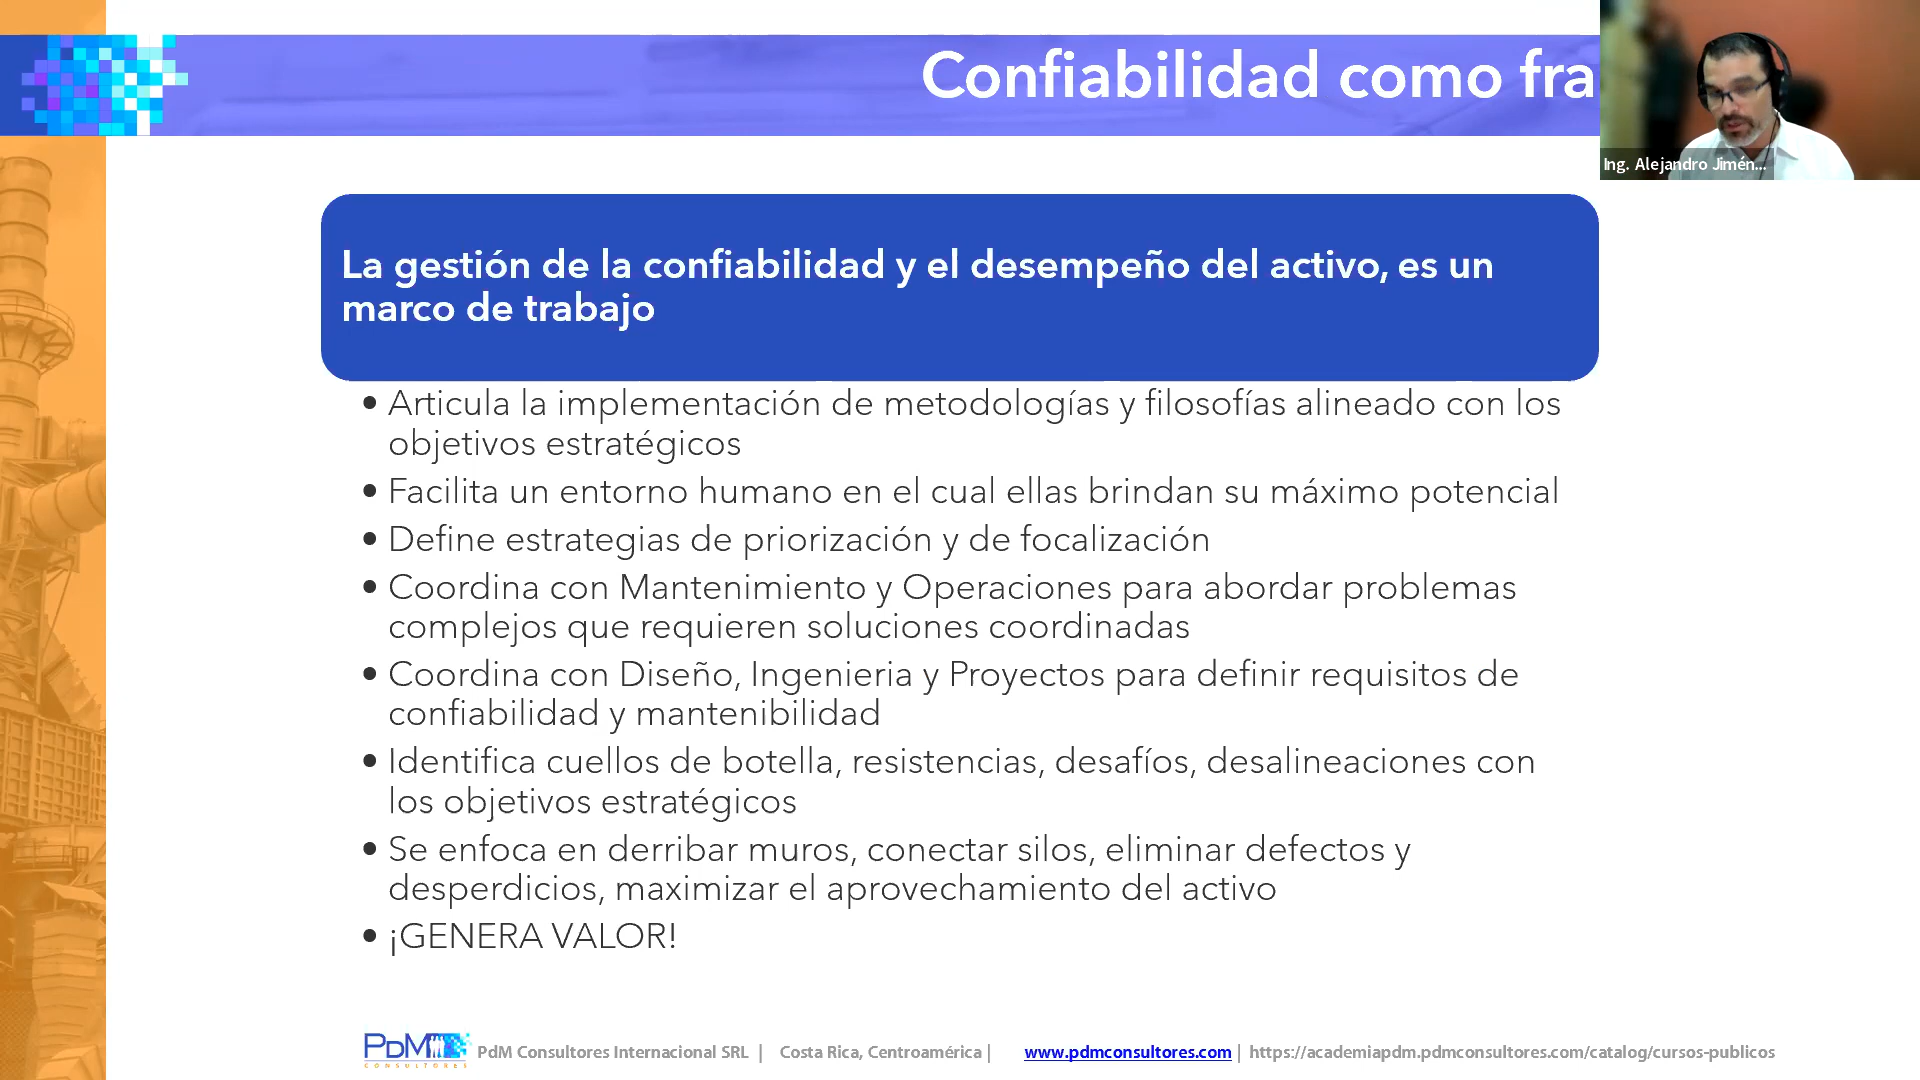 Confiabilidad como fra
Ing. Alejandro Jimén...
La gestión de la confiabilidad y el desempeño del activo, es un
marco de trabajo
• Articula la implementación de metodologías y filosofías alineado con los
objetivos estratégicos
• Facilita un entorno humano en el cual ellas brindan su máximo potencial
• Define estrategias de priorización y de focalización
• Coordina con Mantenimiento y Operaciones para abordar problemas
complejos que requieren soluciones coordinadas
• Coordina con Diseño, Ingenieria y Proyectos para definir requisitos de
confiabilidad y mantenibilidad
• Identifica cuellos de botella, resistencias, desafíos, desalineaciones con
los objetivos estratégicos
• Se enfoca en derribar muros, conectar silos, eliminar defectos y
desperdicios, maximizar el aprovechamiento del activo
• ¡GENERA VALOR!
PdM CONSULTORES
PdM Consultores Internacional SRL | Costa Rica, Centroamérica | www.pdmconsultores.com | https://academiapdm.pdmconsultores.com/catalog/cursos-publicos